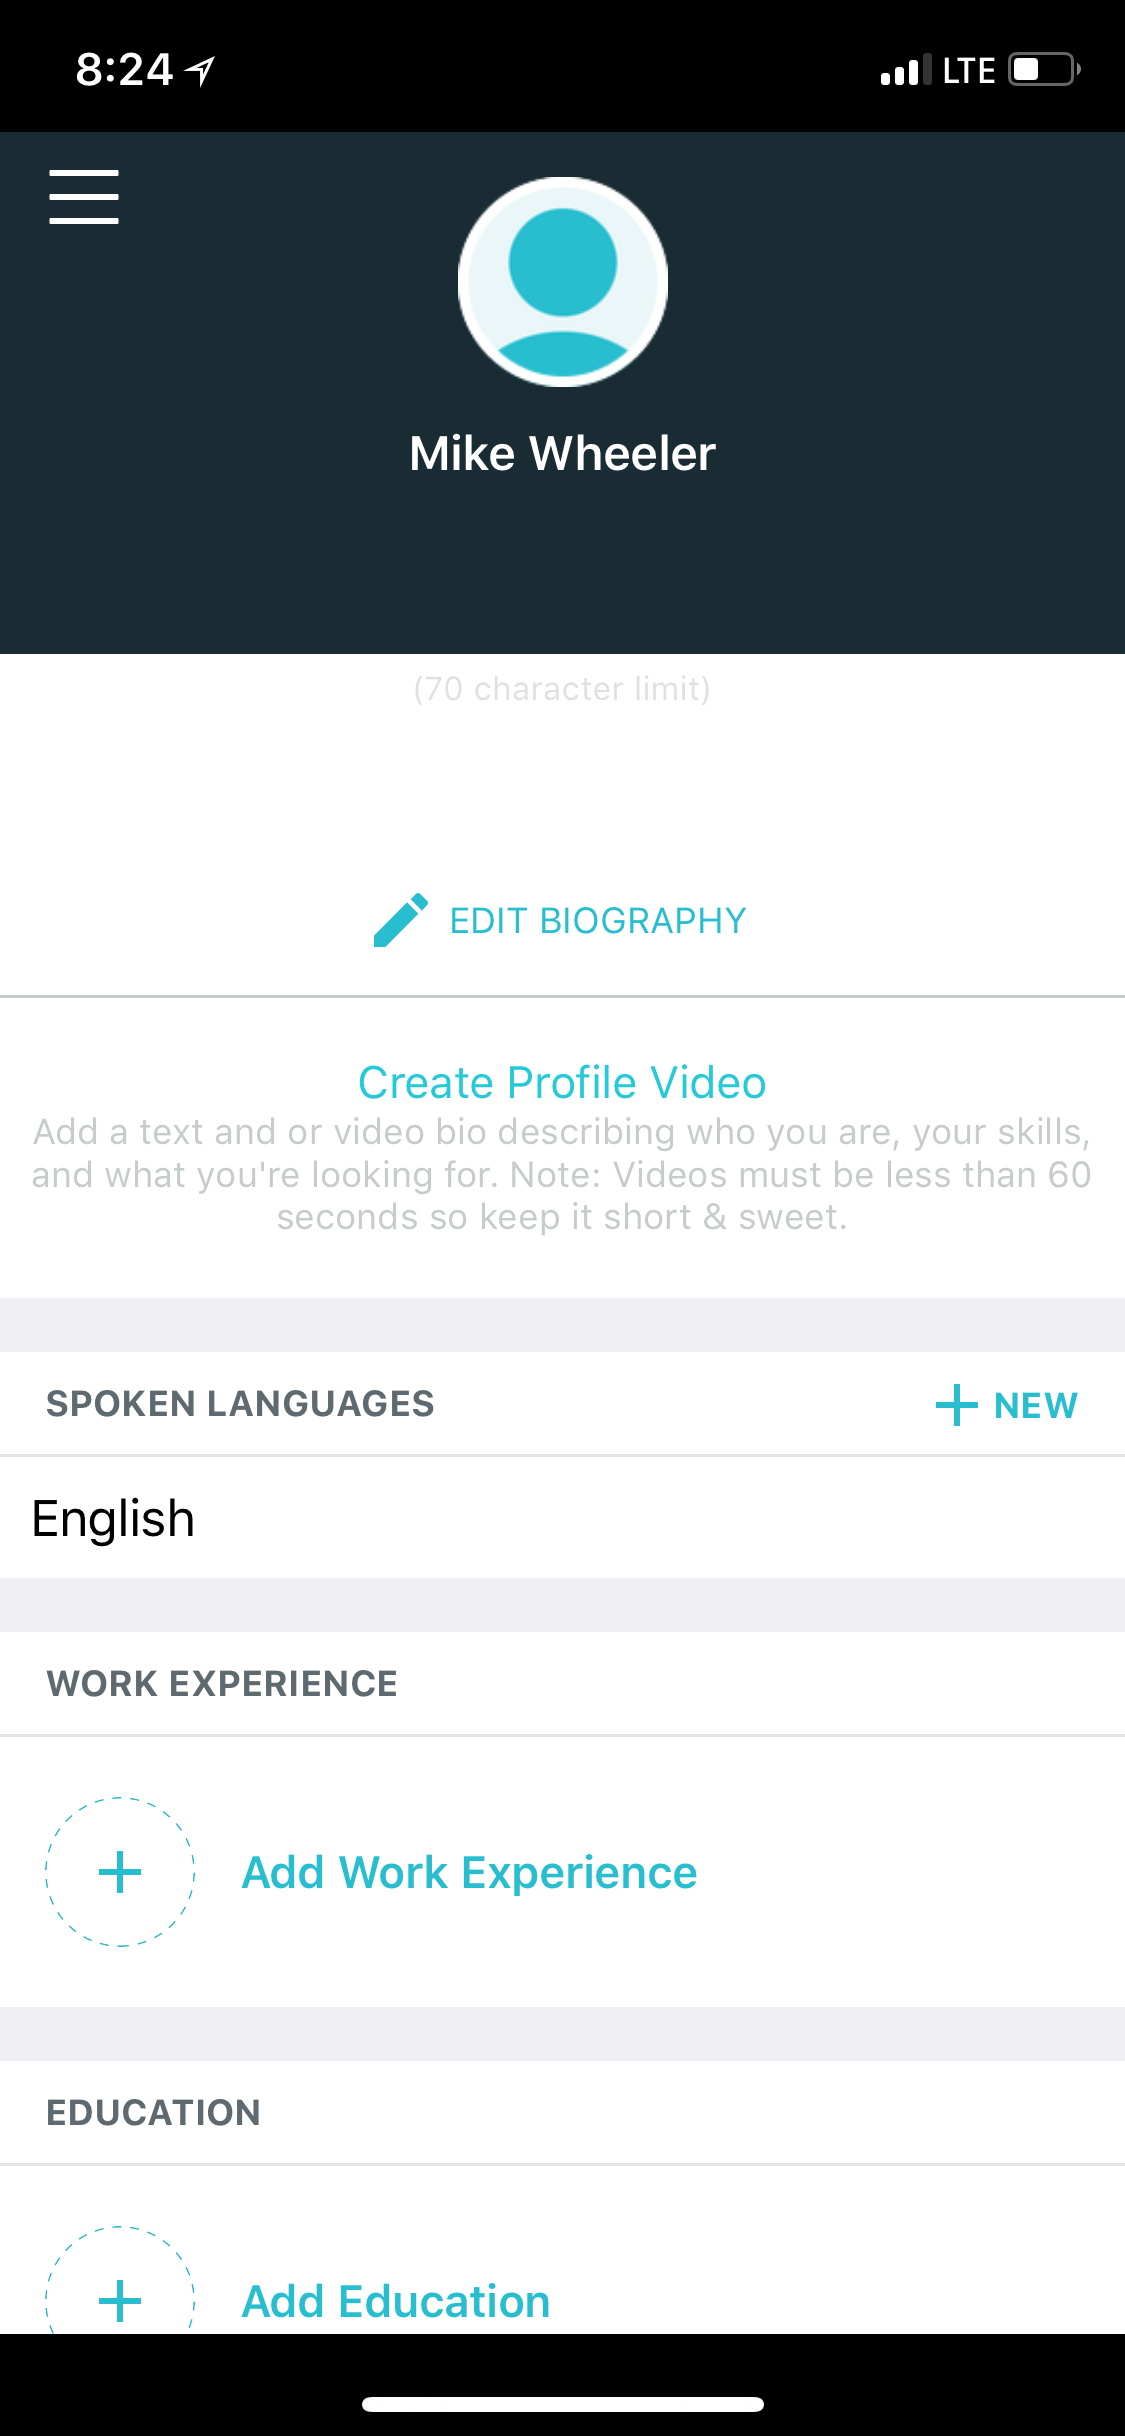 8:24
LTE
Mike Wheeler
(70 character limit)
EDIT BIOGRAPHY
Create Profile Video
Add a text and or video bio describing who you are, your skills,
and what you're looking for. Note: Videos must be less than 60
seconds so keep it short & sweet.
SPOKEN LANGUAGES
+ NEW
English
WORK EXPERIENCE
+ Add Work Experience
EDUCATION
+ Add Education